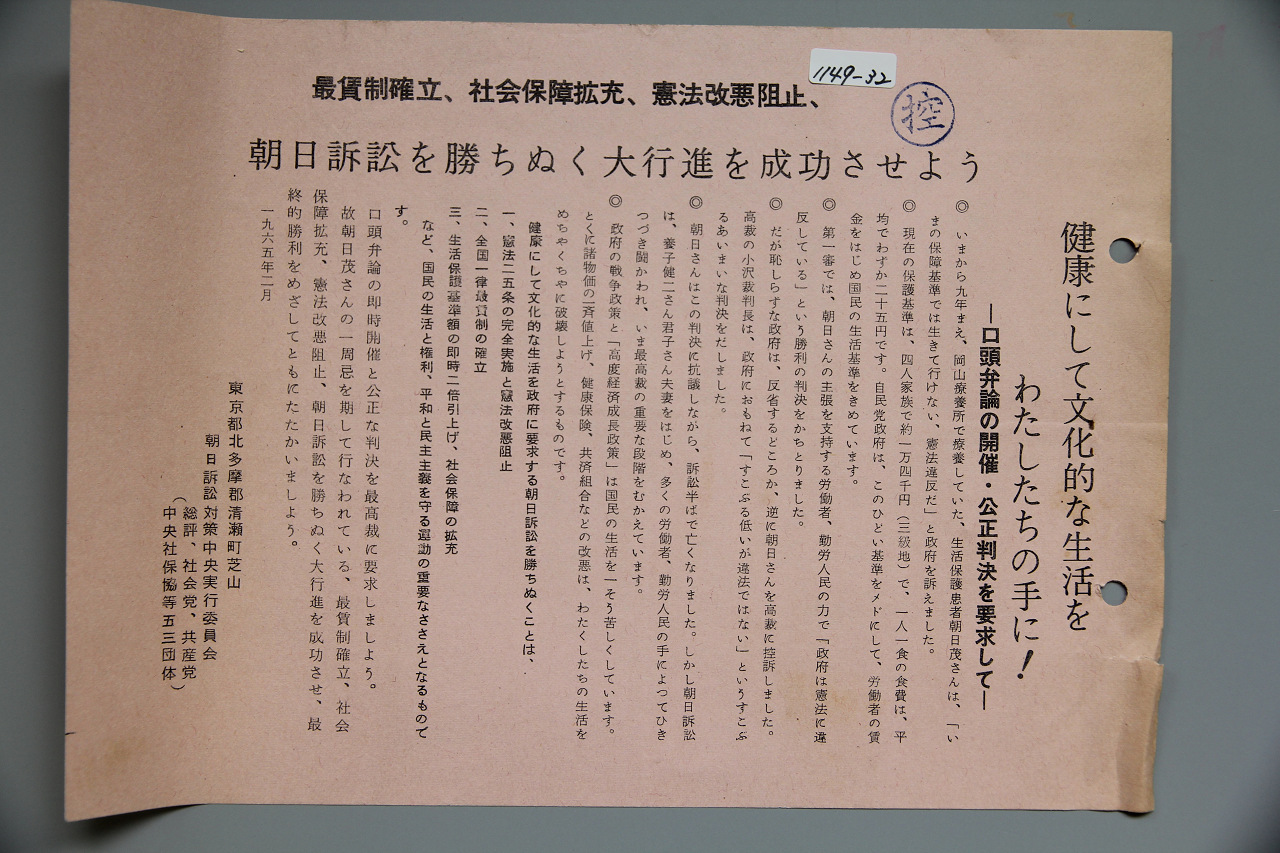 1149-32
控
最賃制確立、社会保障拡充、憲法改悪阻止、
朝日訴訟を勝ちぬく大行進を成功させよう
健康にして文化的な生活を
わたしたちの手に!
―口頭弁論の開催・公正判決を要求して―
◎ いまから九年まえ、岡山療養所で療養していた、生活保護患者朝日茂さんは、「い
まの保障基準では生きて行けない、憲法違反だ」と政府を訴えました。
◎ 現在の保護基準は、四人家族で約一万四千円(三級地)で、一人一食の食費は、平
均でわずか二十五円です。自民党政府は、このひどい基準をメドにして、労働者の賃
金をはじめ国民の生活基準をきめています。
◎ 第一審では、朝日さんの主張を支持する労働者、勤労人民の力で「政府は憲法に違
反している」という勝利の判決をかちとりました。
◎ だが恥しらずな政府は、反省するどころか、逆に朝日さんを高裁に控訴しました。
高裁の小沢裁判長は、政府におもねて「すこぶる低いが違法ではない」というすこぶ
るあいまいな判決をだしました。
◎ 朝日さんはこの判決に抗議しながら、訴訟半ばで亡くなりました。しかし朝日訴訟
は、養子健二さん君子さん夫妻をはじめ、多くの労働者、勤労人民の手によつてひき
つづき闘かわれ、いま最高裁の重要な段階をむかえています。
◎ 政府の戦争政策と「高度経済成長政策」は国民の生活を一そう苦しくしています。
とくに諸物価の一斉値上げ、健康保険、共済組合などの改悪は、わたくしたちの生活を
めちやくちやに破壊しようとするものです。
健康にして文化的な生活を政府に要求する朝日訴訟を勝ちぬくことは、
一、憲法二五条の完全実施と憲法改悪阻止
二、全国一律最賃制の確立
三、生活保護基準額の即時二倍引上げ、社会保障の拡充
など、国民の生活と権利、平和と民主主義を守る運動の重要なささえとなるもので
す。
口頭弁論の即時開催と公正な判決を最高裁に要求しましよう。
故朝日茂さんの一周忌を期して行なわれている、最賃制確立、社会
保障拡充、憲法改悪阻止、朝日訴訟を勝ちぬく大行進を成功させ、最
終的勝利をめざしてともにたたかいましよう。
一九六五年二月
東京都北多摩郡清瀬町芝山
朝日訴訟対策中央実行委員会
(総評、社会党、共産党
中央社保協等五三団体)